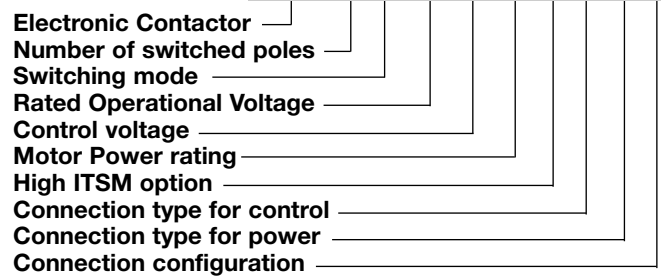 Electronic Contactor
Number of switched poles
Switching mode
Rated Operational Voltage
Control voltage
Motor Power rating
High ITSM option
Connection type for control
Connection type for power
Connection configuration